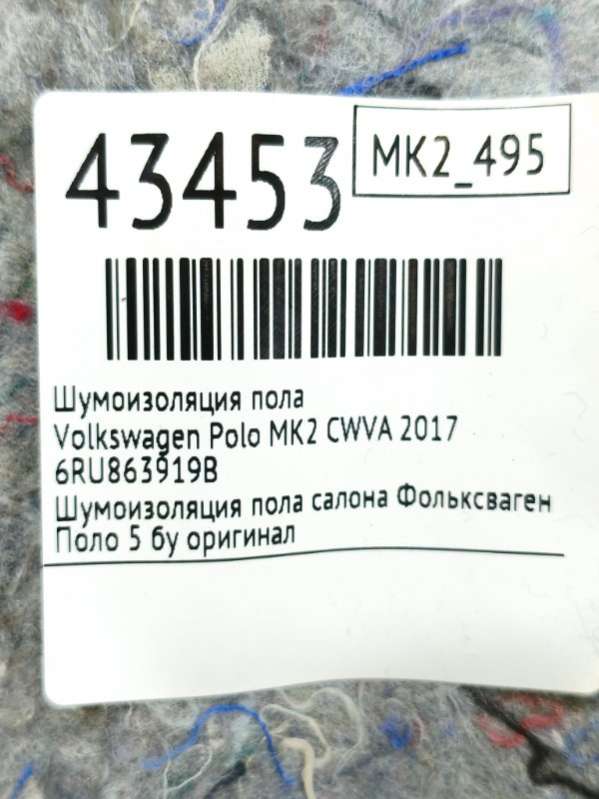 43453
MK2_495
Шумоизоляция пола
Volkswagen Polo MK2 CWVA 2017
6RU863919B
Шумоизоляция пола салона Фольксваген
Поло 5 бу оригинал